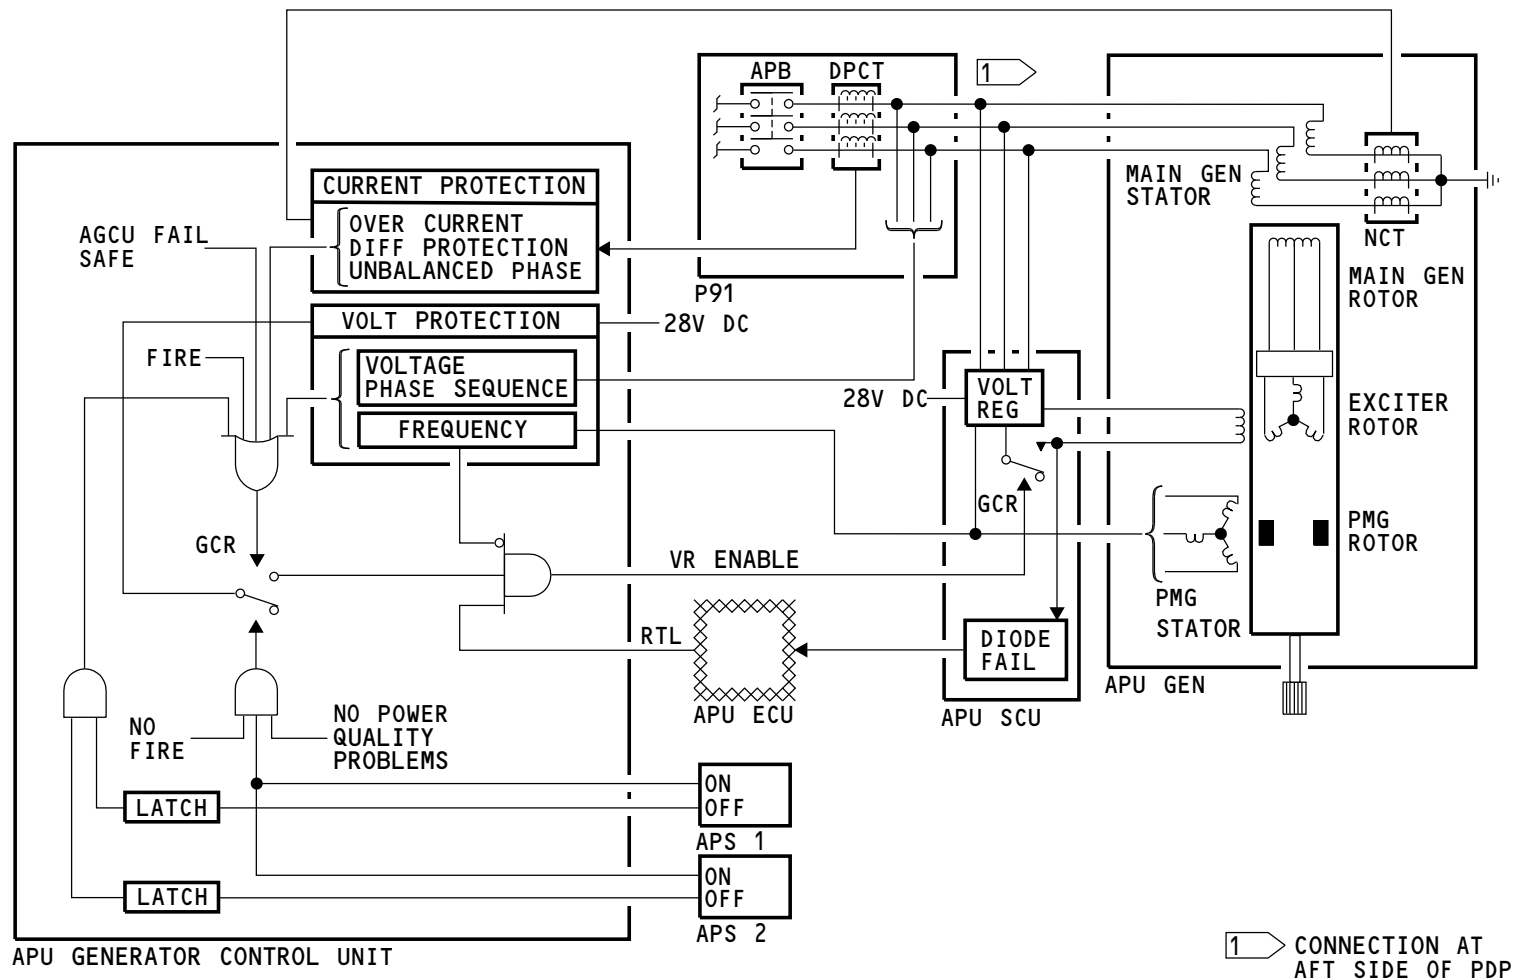 APB
DPCT
1
CURRENT PROTECTION
OVER CURRENT
DIFF PROTECTION
UNBALANCED PHASE
AGCU FAIL
SAFE
MAIN GEN
STATOR
NCT
MAIN GEN
ROTOR
P91
VOLT PROTECTION
28V DC
FIRE
VOLTAGE
PHASE SEQUENCE
FREQUENCY
28V DC
VOLT
REG
EXCITER
ROTOR
GCR
PMG
ROTOR
GCR
VR ENABLE
PMG
STATOR
RTL
DIODE
FAIL
APU GEN
APU ECU
APU SCU
NO
FIRE
NO POWER
QUALITY
PROBLEMS
ON
OFF
LATCH
APS 1
ON
OFF
LATCH
APS 2
APU GENERATOR CONTROL UNIT
1
CONNECTION AT
AFT SIDE OF PDP